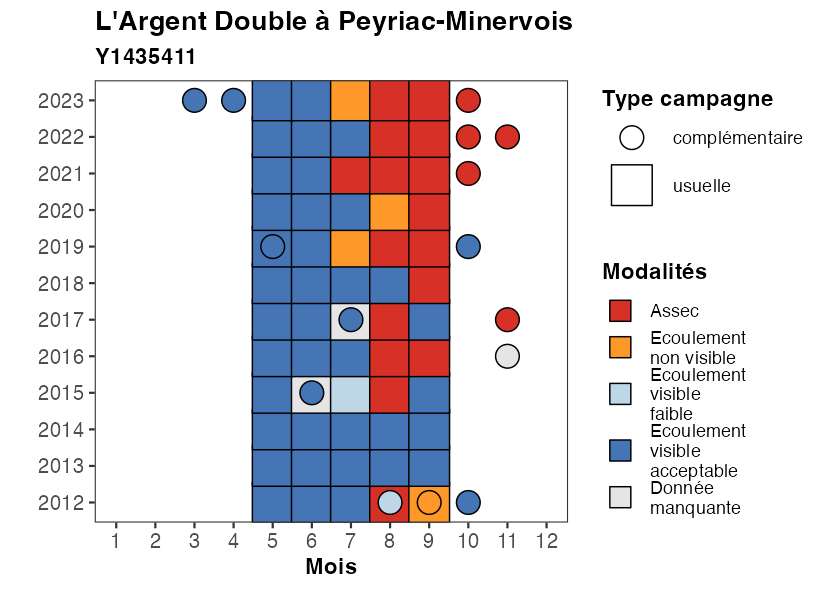 L'Argent Double à Peyriac-Minervois
Y1435411
2023
2022
2021
2020
2019
2018
2017
2016
2015
2014
2013
2012
1 2 3 4 5 6 7 8 9 10 11 12
Mois
Type campagne
complémentaire
usuelle
Modalités
Assec
Ecoulement
non visible
Ecoulement
visible
faible
Ecoulement
visible
acceptable
Donnée
manquante